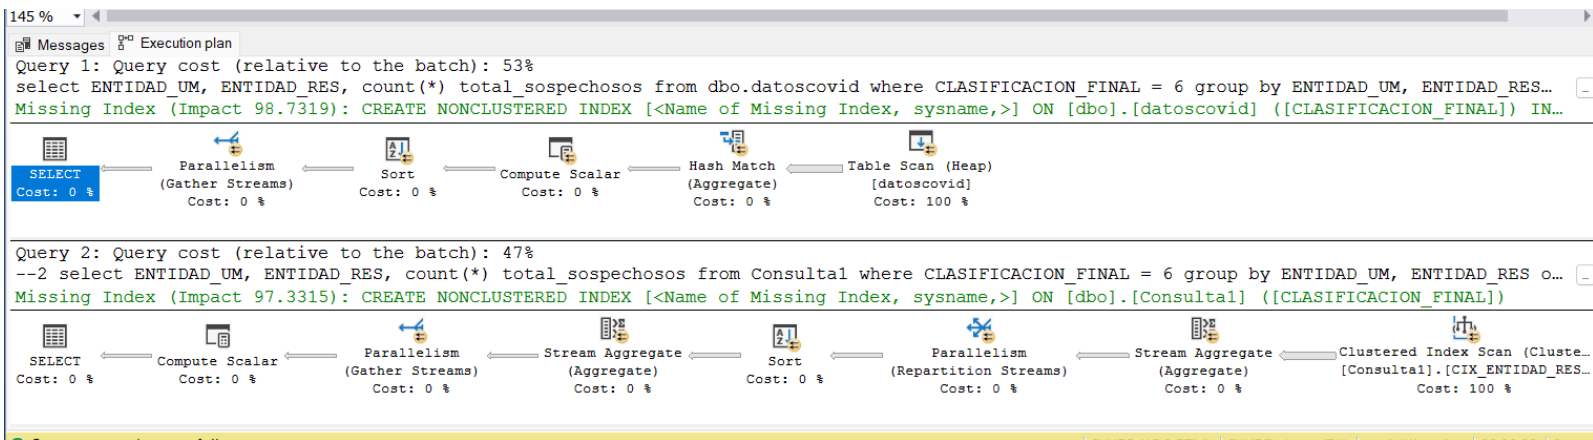 145 %
Messages Execution plan
Query 1: Query cost (relative to the batch): 53%
select ENTIDAD_UM, ENTIDAD_RES, count(*) total_sospechosos from dbo.datoscovid where CLASIFICACION_FINAL = 6 group by ENTIDAD_UM, ENTIDAD_RES…
Missing Index (Impact 98.7319): CREATE NONCLUSTERED INDEX [<Name of Missing Index, sysname,>] ON [dbo].[datoscovid] ([CLASIFICACION_FINAL]) IN…
SELECT
Cost: 0 %
Parallelism
(Gather Streams)
Cost: 0 %
Sort
Cost: 0 %
Compute Scalar
Cost: 0 %
Hash Match
(Aggregate)
Cost: 0 %
Table Scan (Heap)
[datoscovid]
Cost: 100 %
Query 2: Query cost (relative to the batch): 47%
--2 select ENTIDAD_UM, ENTIDAD_RES, count(*) total_sospechosos from Consulta1 where CLASIFICACION_FINAL = 6 group by ENTIDAD_UM, ENTIDAD_RES o…
Missing Index (Impact 97.3315): CREATE NONCLUSTERED INDEX [<Name of Missing Index, sysname,>] ON [dbo].[Consulta1] ([CLASIFICACION_FINAL])
SELECT
Cost: 0 %
Compute Scalar
Cost: 0 %
Parallelism
(Gather Streams)
Cost: 0 %
Stream Aggregate
(Aggregate)
Cost: 0 %
Sort
Cost: 0 %
Parallelism
(Repartition Streams)
Cost: 0 %
Stream Aggregate
(Aggregate)
Cost: 0 %
Clustered Index Scan (Cluste…
[Consulta1].[CIX_ENTIDAD_RES…
Cost: 100 %